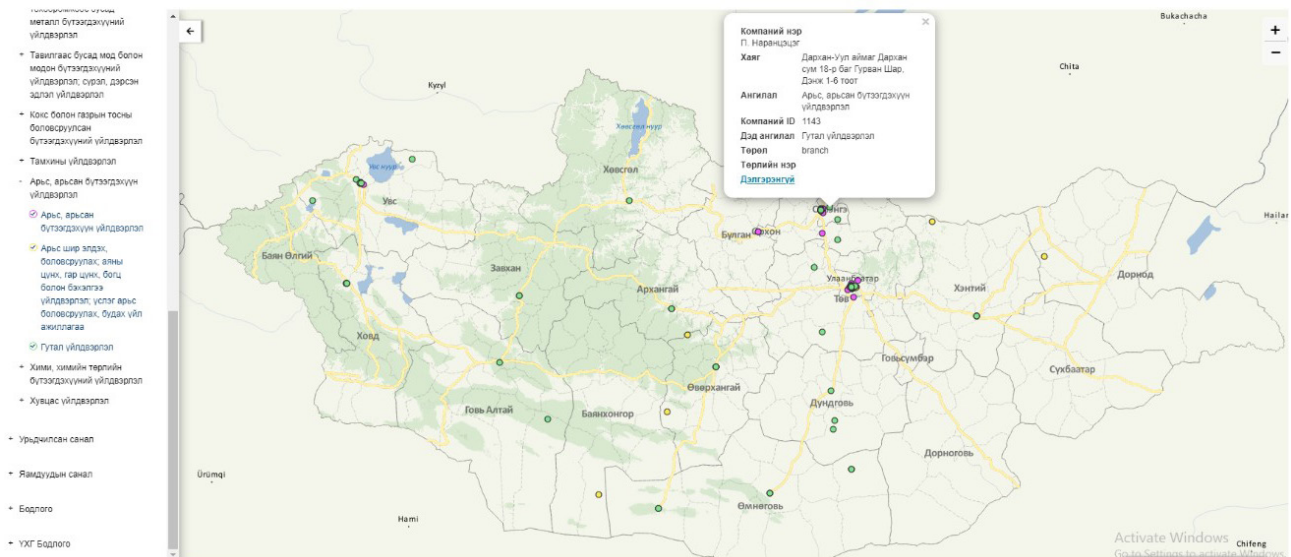 металл бүтээгдэхүүний
үйлдвэрлэл
+ Тавилгаас бусад мод болон
модон бүтээгдэхүүний
үйлдвэрлэл; сүрэл, дэрсэн
эдлэл үйлдвэрлэл
+ Кокс болон газрын тосны
боловсруулсан
бүтээгдэхүүний үйлдвэрлэл
+ Тамхины үйлдвэрлэл
- Арьс, арьсан бүтээгдэхүүн
үйлдвэрлэл
Арьс, арьсан
бүтээгдэхүүн үйлдвэрлэл
Арьс шир элдэх,
боловсруулах; аяны
цүнх, гар цүнх, богц
болон бэхэлгээ
үйлдвэрлэл; үслэг арьс
боловсруулах, будах үйл
ажиллагаа
Гутал үйлдвэрлэл
+ Хими, химийн төрлийн
бүтээгдэхүүний үйлдвэрлэл
+ Хувцас үйлдвэрлэл
+ Урьдчилсан санал
+ Яамдуудын санал
+ Бодлого
+ ҮХГ Бодлого
Компаний нэр
П. Наранцэцэг
Хаяг Дархан-Уул аймаг Дархан
сум 18-р баг Гурван Шар,
Дэнж 1-6 тоот
Ангилал Арьс, арьсан бүтээгдэхүүн
үйлдвэрлэл
Компаний ID 1143
Дэд ангилал Гутал үйлдвэрлэл
Төрөл branch
Төрлийн нэр
Дэлгэрэнгүй
Bukachacha
Chita
Kyzyl
Hailar
Хөвсгөл нуур
Увс нуур
Хөвсгөл
Увс
Сэлэнгэ
Булган
Орхон
Баян Өлгий
Завхан
Улаанбаатар
Дорнод
Архангай
Төв
Хэнтий
Ховд
Говьсүмбэр
Сүхбаатар
Өвөрхангай
Говь Алтай
Баянхонгор
Дундговь
Дорноговь
Ürümqi
Өмнөговь
Hami
Activate Windows
Go to Settings to activate Windows.
Chifeng